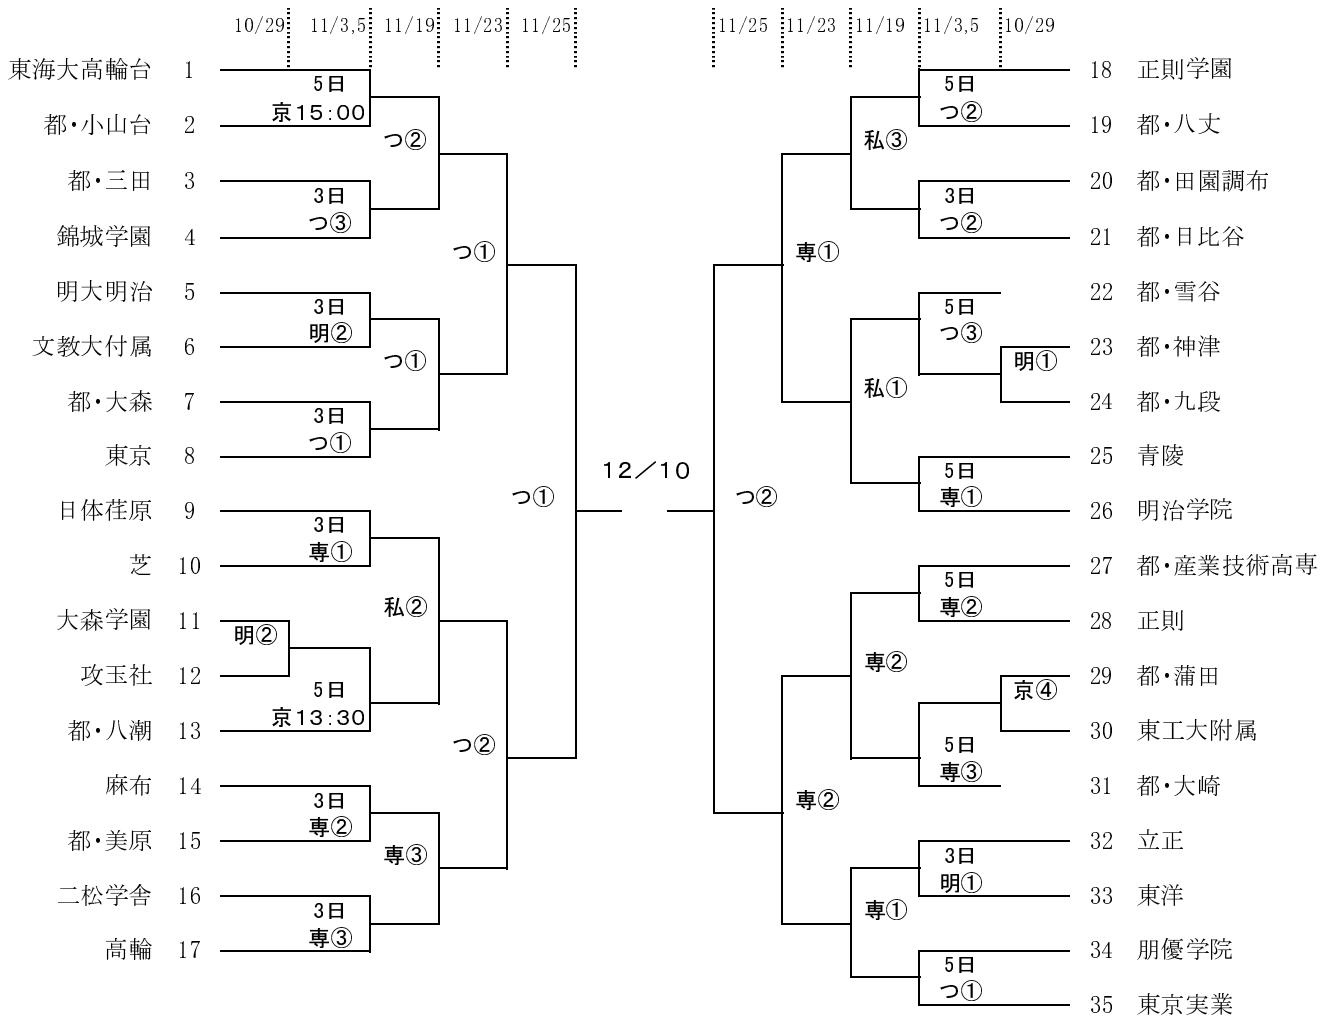 10/29 11/3,5 11/19 11/23 11/25 11/25 11/23 11/19 11/3,5 10/29
東海大高輪台 1
5日
京15:00
都・小山台 2
つ②
都・三田 3
3日
つ③
錦城学園 4
つ①
明大明治 5
3日
明②
文教大付属 6
つ①
都・大森 7
3日
つ①
東京 8
つ①
日体荏原 9
3日
専①
芝 10
私②
大森学園 11
明②
攻玉社 12
5日
京13:30
都・八潮 13
つ②
麻布 14
3日
専②
都・美原 15
専③
二松学舎 16
3日
専③
高輪 17
12／10
18 正則学園
5日
つ②
19 都・八丈
私③
20 都・田園調布
3日
つ②
21 都・日比谷
専①
22 都・雪谷
5日
つ③
23 都・神津
明①
24 都・九段
私①
25 青陵
5日
専①
26 明治学院
つ②
27 都・産業技術高専
5日
専②
28 正則
専②
29 都・蒲田
京④
30 東工大附属
5日
専③
31 都・大崎
専②
32 立正
3日
明①
33 東洋
専①
34 朋優学院
5日
つ①
35 東京実業